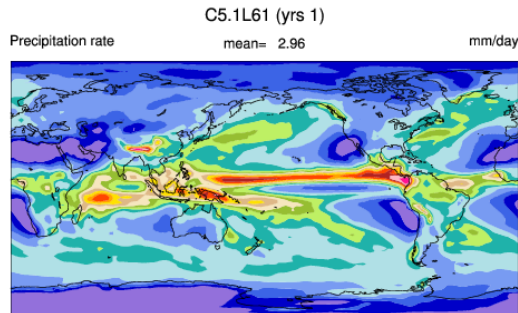 C5.1L61 (yrs 1)
Precipitation rate mean= 2.96 mm/day